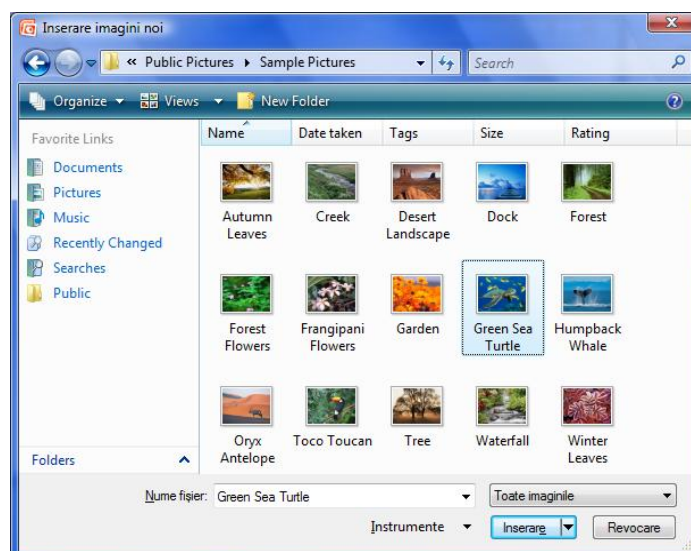 Inserare imagini noi
« Public Pictures Sample Pictures
Search
Organize Views New Folder
Favorite Links
Documents
Pictures
Music
Recently Changed
Searches
Public
Folders
Name Date taken Tags Size Rating
Autumn Leaves
Creek
Desert Landscape
Dock
Forest
Forest Flowers
Frangipani Flowers
Garden
Green Sea Turtle
Humpback Whale
Oryx Antelope
Toco Toucan
Tree
Waterfall
Winter Leaves
Nume fișier: Green Sea Turtle
Toate imaginile
Instrumente
Inserare
Revocare